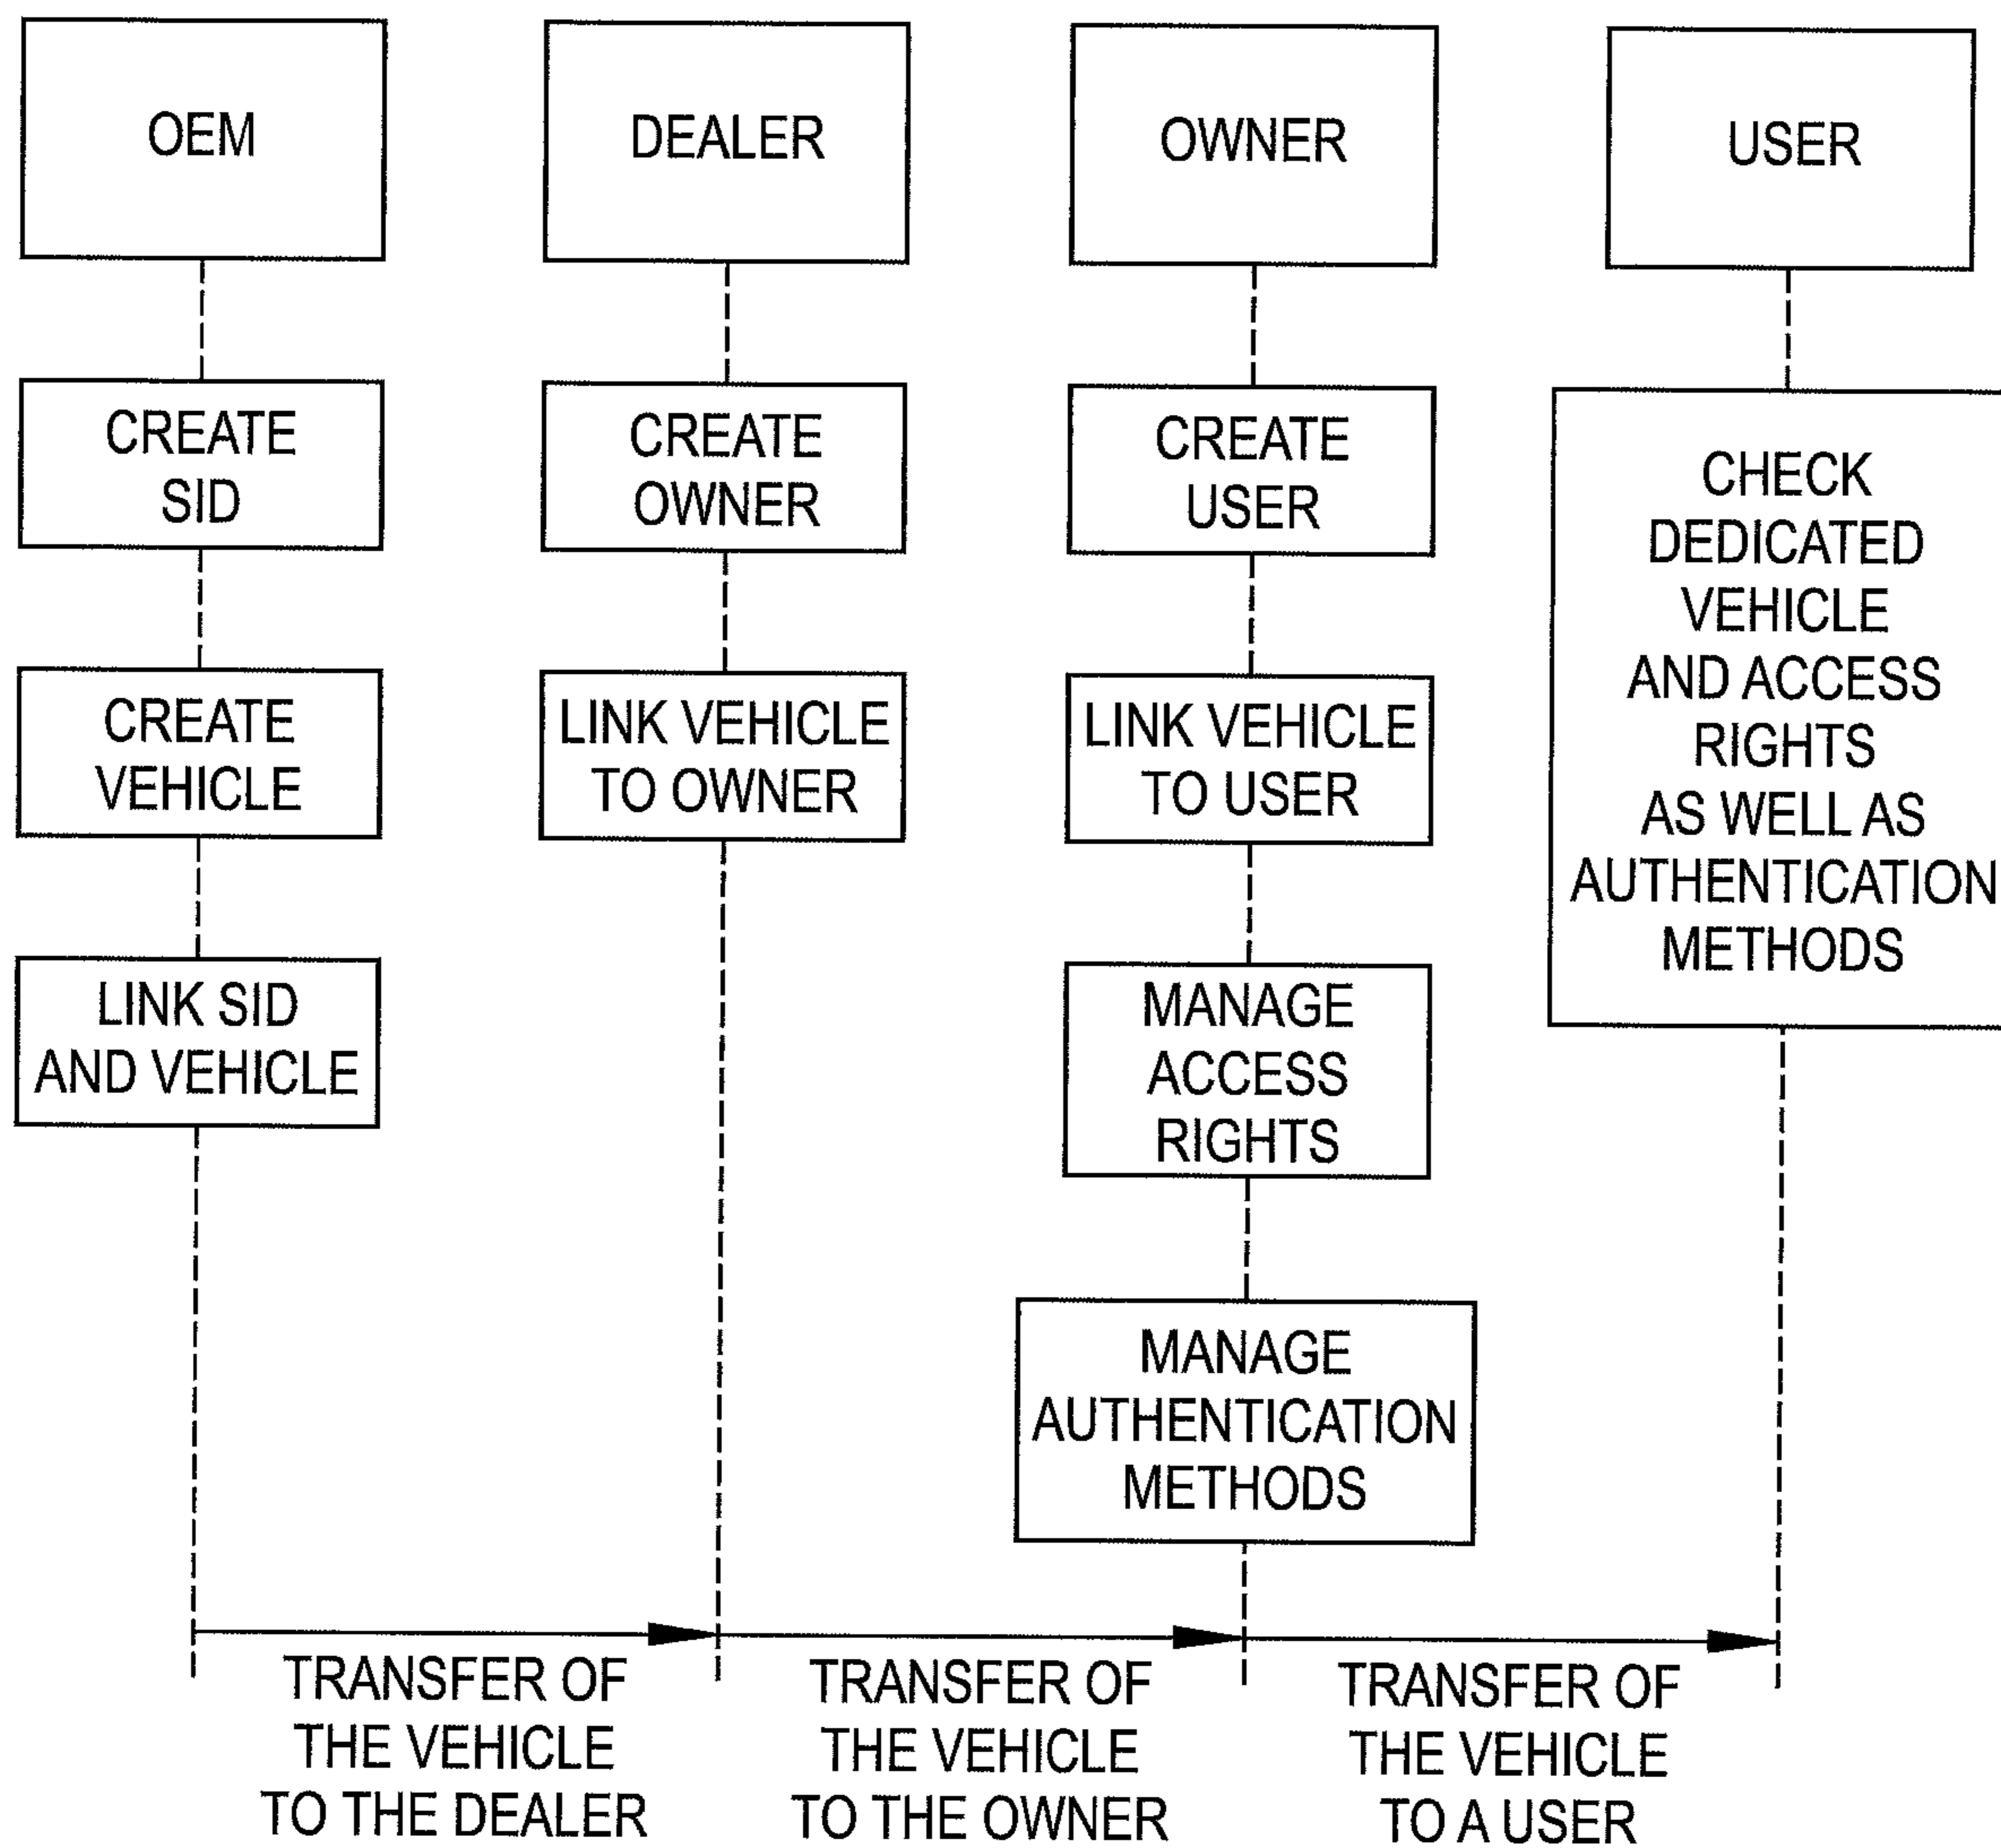 OEM
DEALER
OWNER
USER
CREATE
SID
CREATE
VEHICLE
LINK SID
AND VEHICLE
CREATE
OWNER
LINK VEHICLE
TO OWNER
CREATE
USER
LINK VEHICLE
TO USER
MANAGE
ACCESS
RIGHTS
MANAGE
AUTHENTICATION
METHODS
CHECK
DEDICATED
VEHICLE
AND ACCESS
RIGHTS
AS WELL AS
AUTHENTICATION
METHODS
TRANSFER OF
THE VEHICLE
TO THE DEALER
TRANSFER OF
THE VEHICLE
TO THE OWNER
TRANSFER OF
THE VEHICLE
TO A USER